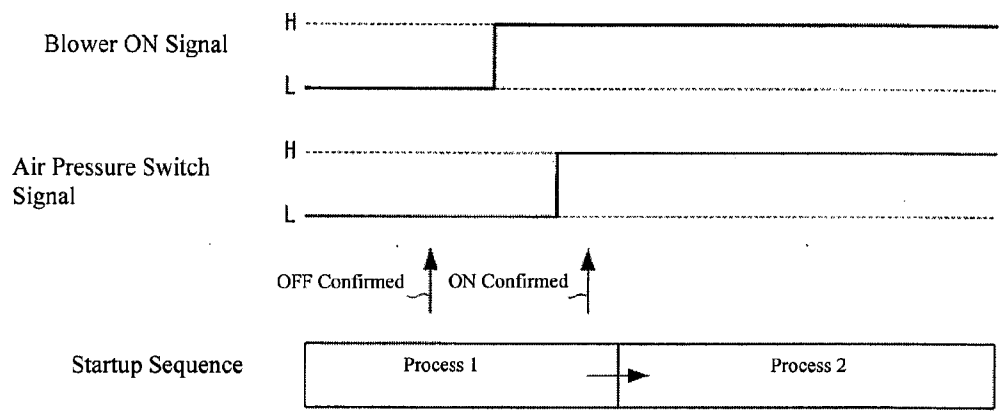 Blower ON Signal
H
L
Air Pressure Switch
Signal
H
L
OFF Confirmed
ON Confirmed
Startup Sequence
Process 1
Process 2